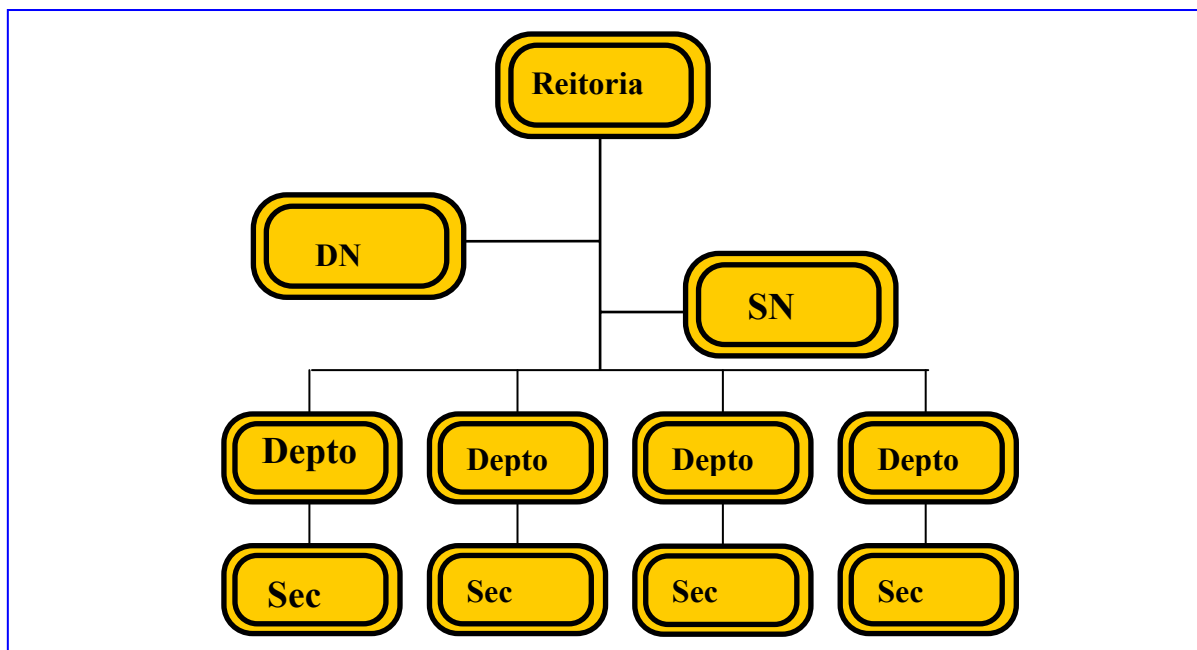 Reitoria
DN
SN
Depto
Depto
Depto
Depto
Sec
Sec
Sec
Sec